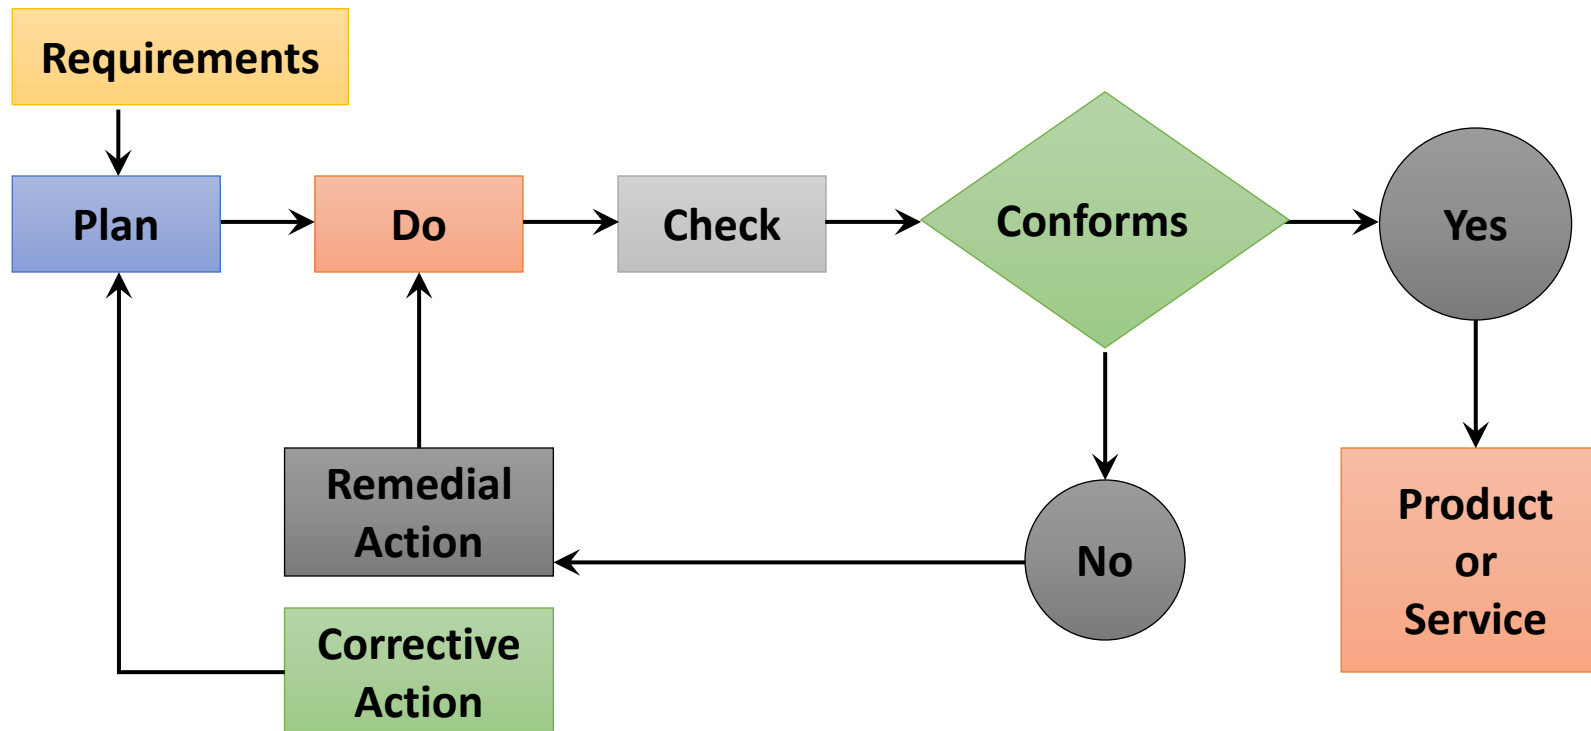 Requirements
Plan
Do
Check
Conforms
Yes
Remedial
Action
No
Product
or
Service
Corrective
Action